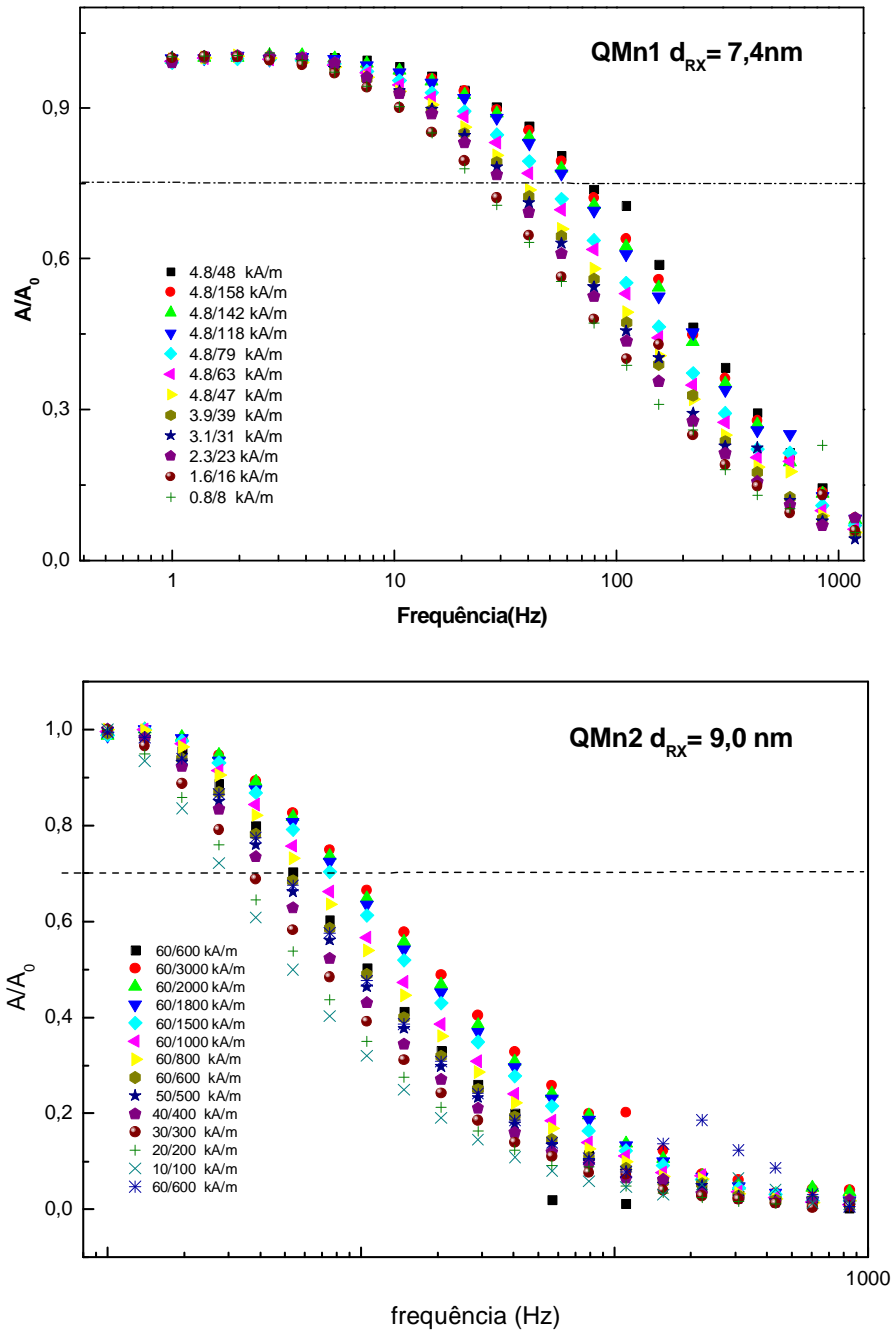 QMn1 d_RX= 7,4nm
0,9
0,6
0,3
0,0
A/A_0
4.8/48 kA/m
4.8/158 kA/m
4.8/142 kA/m
4.8/118 kA/m
4.8/79 kA/m
4.8/63 kA/m
4.8/47 kA/m
3.9/39 kA/m
3.1/31 kA/m
2.3/23 kA/m
1.6/16 kA/m
0.8/8 kA/m
1 10 100 1000
Frequência(Hz)
QMn2 d_RX= 9,0 nm
1,0
0,8
0,6
0,4
0,2
0,0
A/A_0
60/600 kA/m
60/3000 kA/m
60/2000 kA/m
60/1800 kA/m
60/1500 kA/m
60/1000 kA/m
60/800 kA/m
60/600 kA/m
50/500 kA/m
40/400 kA/m
30/300 kA/m
20/200 kA/m
10/100 kA/m
60/600 kA/m
1000
frequência (Hz)